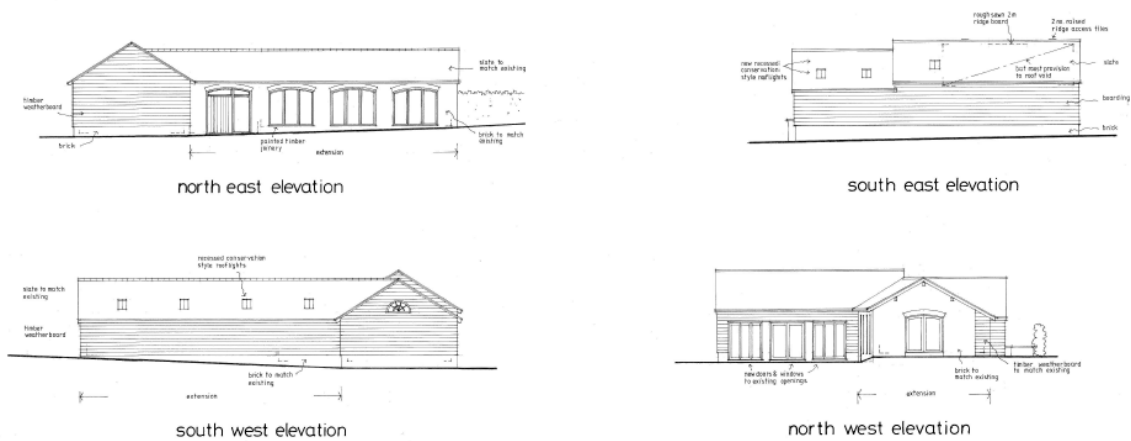 slate to
match existing
timber
weatherboard
brick
painted timber
joinery
extension
brick to match
existing
north east elevation
rough-sawn 2m
ridge board
2 no. raised
ridge access tiles
new recessed
conservation
style rooflights
bat mest provision
to roof void
slate
boarding
brick
south east elevation
recessed conservation
style rooflights
slate to match
existing
timber
weatherboard
brick to match
existing
extension
south west elevation
new doors & windows
to existing openings
brick to
match existing
timber weatherboard
to match existing
extension
north west elevation